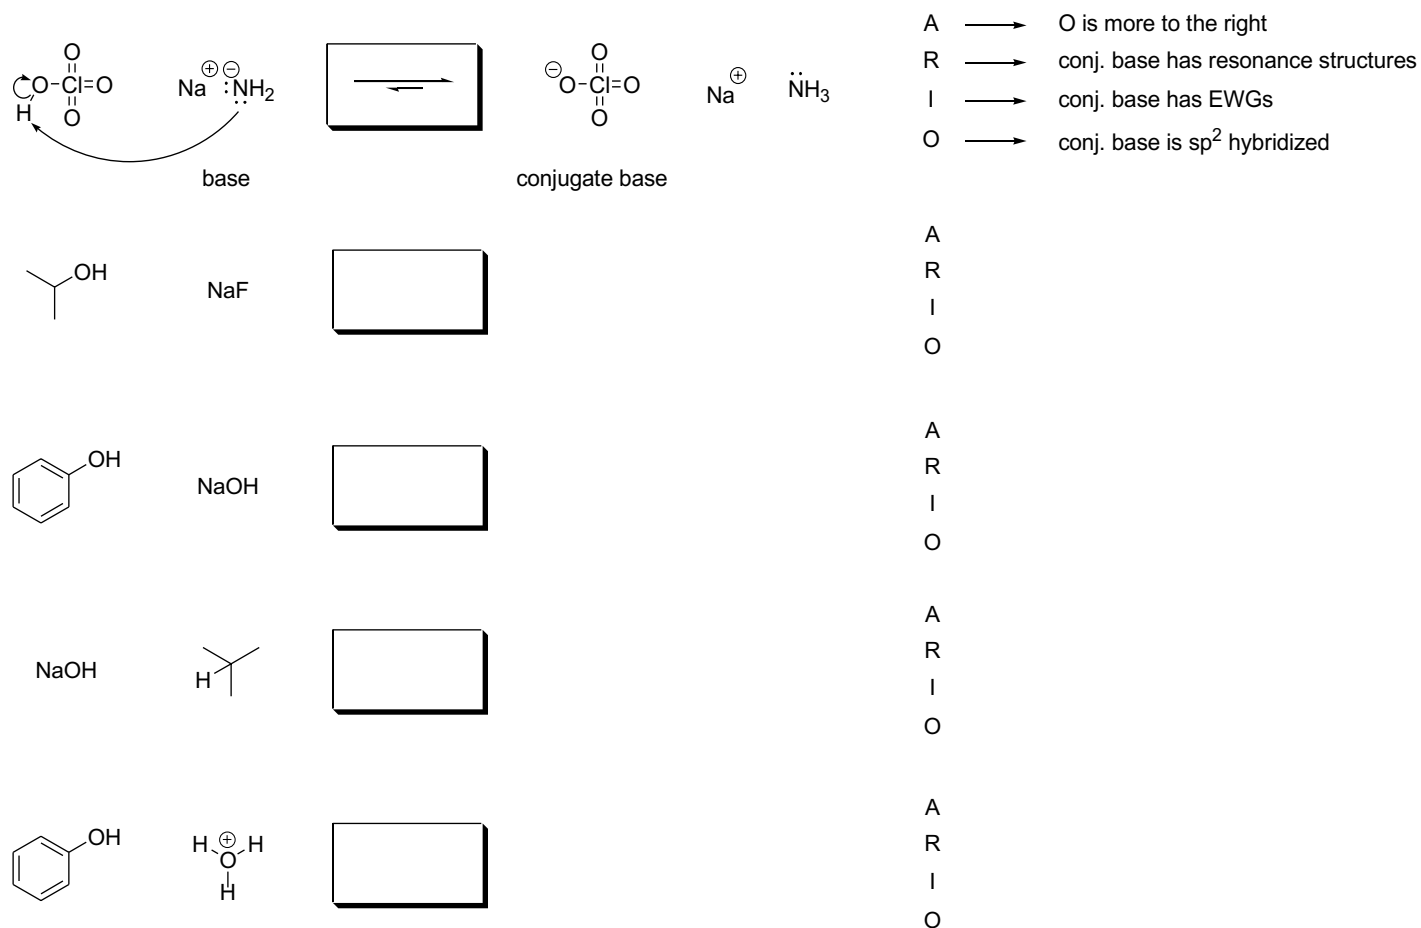 O
O-Cl=O
O
H
Na⊕ :⊖NH2
⊖O-Cl=O
O
O
Na⊕
NH3
base
conjugate base
A → O is more to the right
R → conj. base has resonance structures
I → conj. base has EWGs
O → conj. base is sp² hybridized
OH
NaF
A
R
I
O
OH
NaOH
A
R
I
O
NaOH
H
A
R
I
O
OH
H ⊕ H
O
H
A
R
I
O